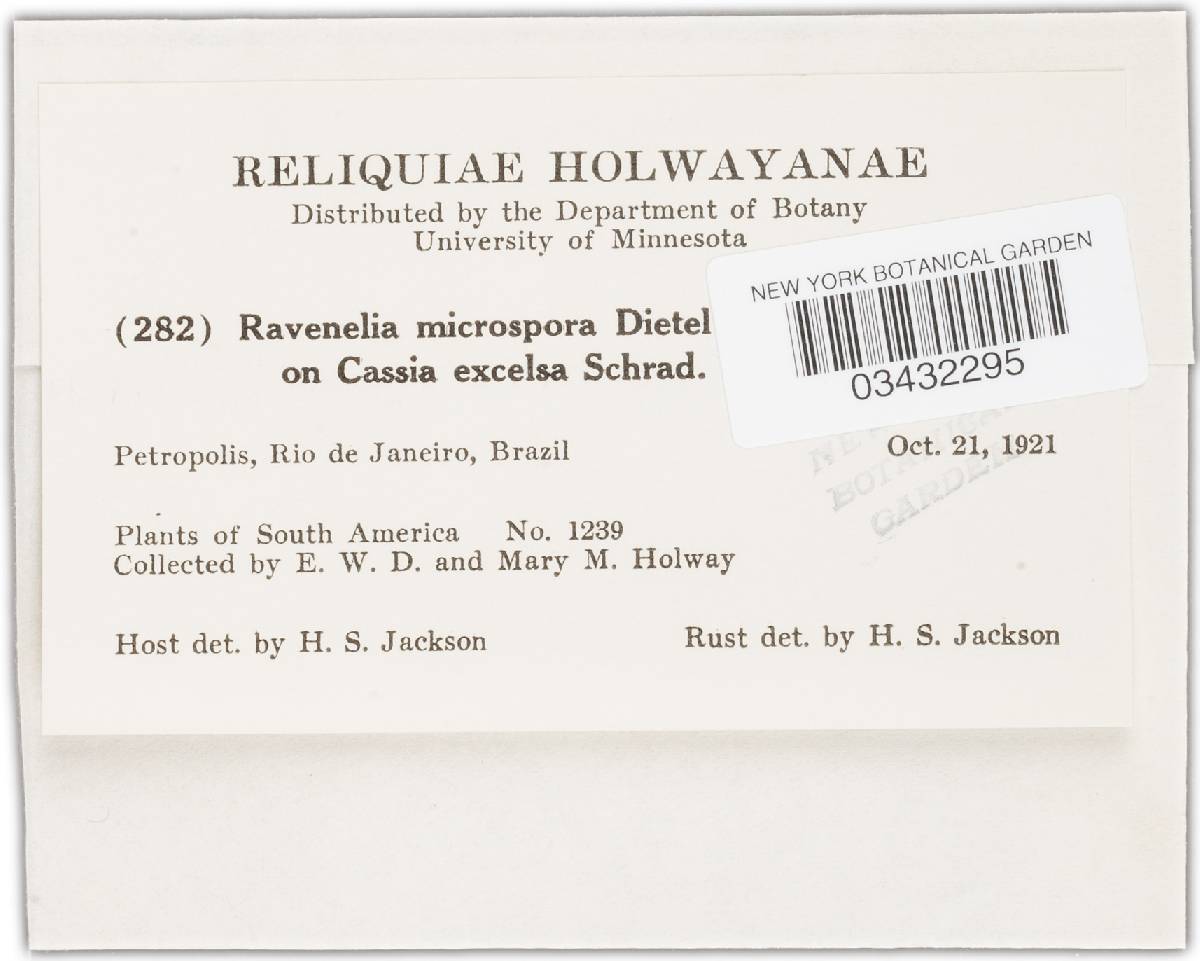 RELIQUIAE HOLWAYANAE
Distributed by the Department of Botany
University of Minnesota
NEW YORK BOTANICAL GARDEN
03432295
(282) Ravenelia microspora Dietel
on Cassia excelsa Schrad.
Petropolis, Rio de Janeiro, Brazil Oct. 21, 1921
BOTANICAL
GARDEN
Plants of South America No. 1239
Collected by E. W. D. and Mary M. Holway
Host det. by H. S. Jackson Rust det. by H. S. Jackson